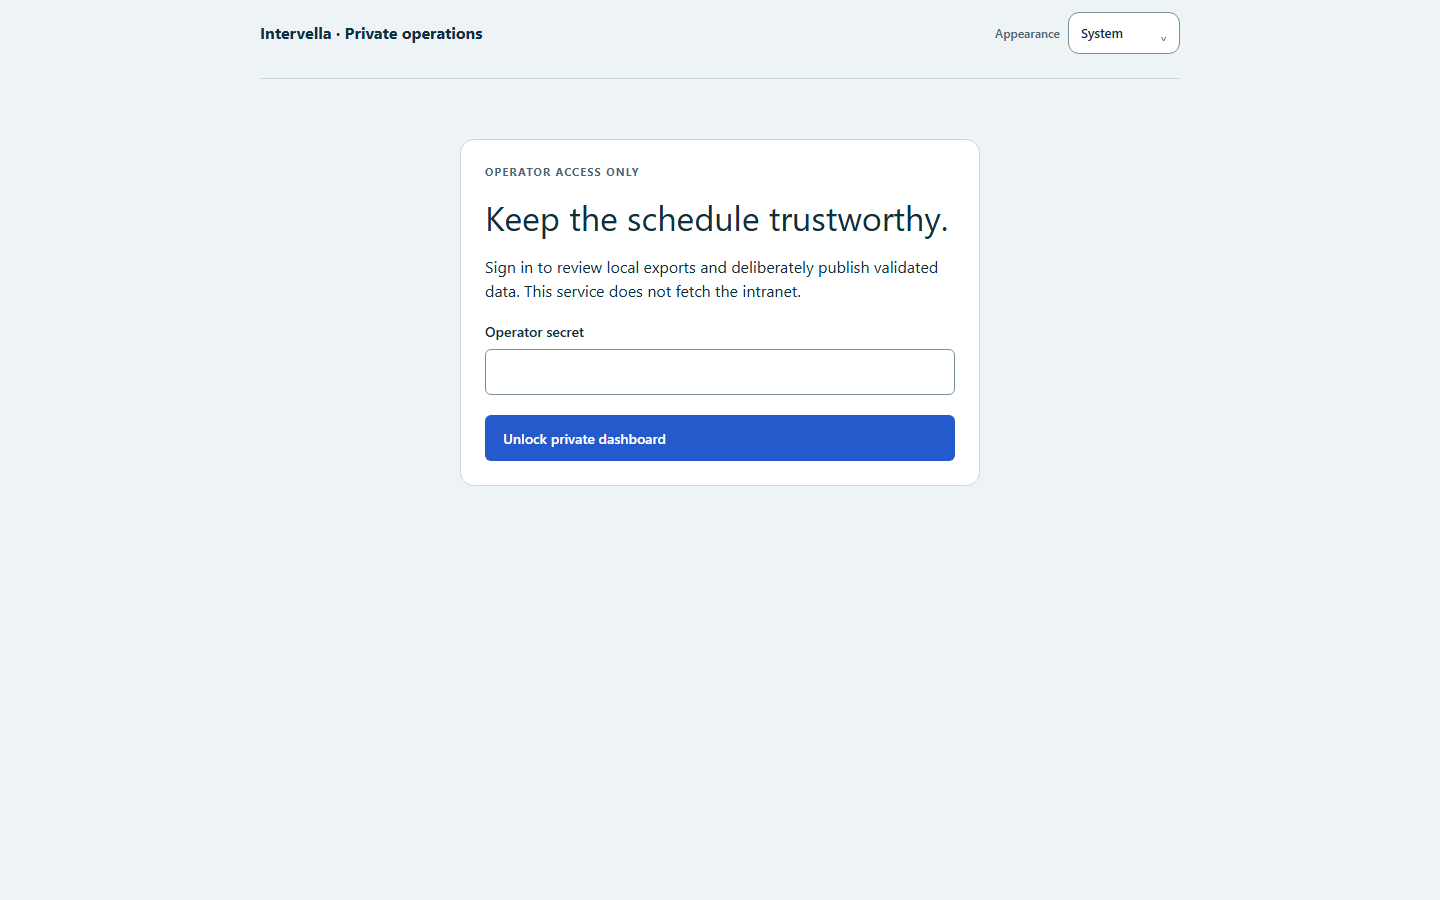 Intervella · Private operations
Appearance
System
OPERATOR ACCESS ONLY
Keep the schedule trustworthy.
Sign in to review local exports and deliberately publish validated
data. This service does not fetch the intranet.
Operator secret
Unlock private dashboard